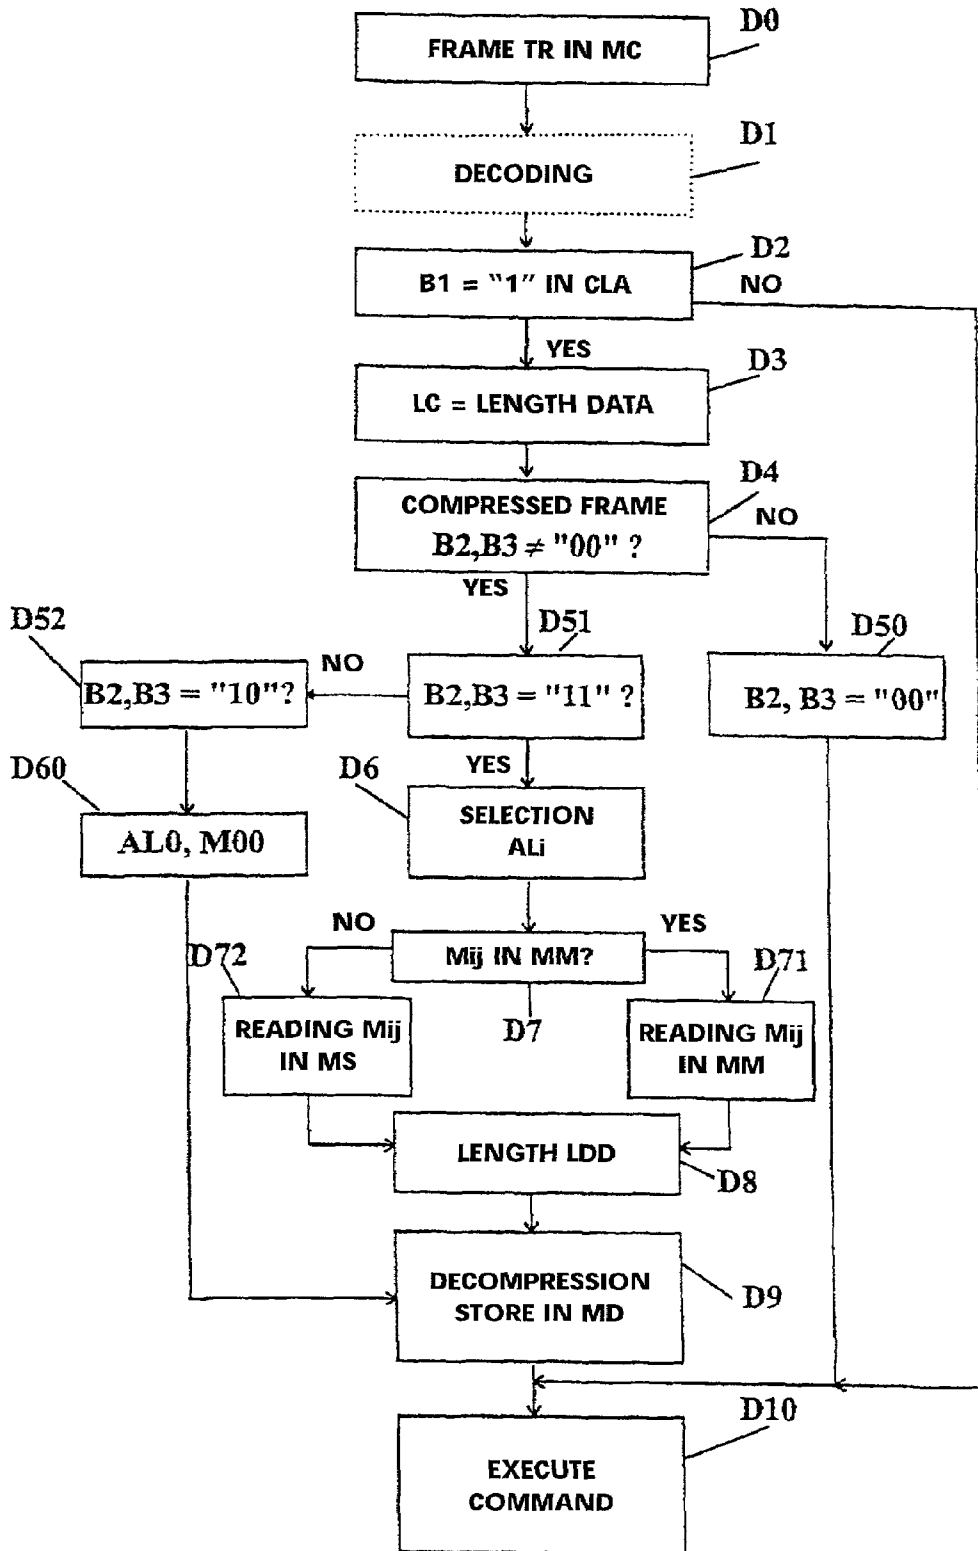 D0
FRAME TR IN MC
D1
DECODING
D2
B1 = "1" IN CLA
NO
YES
D3
LC = LENGTH DATA
D4
COMPRESSED FRAME
B2,B3 ≠ "00" ?
NO
YES
D52
D51
D50
NO
B2,B3 = "10"?
B2,B3 = "11" ?
B2, B3 = "00"
D60
D6
YES
SELECTION
ALi
AL0, M00
NO
YES
D72
Mij IN MM?
D71
D7
READING Mij
IN MS
READING Mij
IN MM
LENGTH LDD
D8
DECOMPRESSION
STORE IN MD
D9
D10
EXECUTE
COMMAND